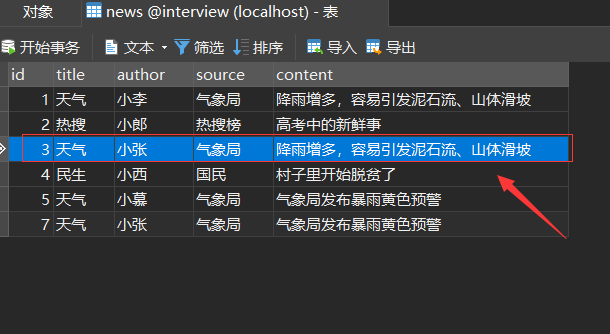 对象 news @interview (localhost) - 表
开始事务 文本 筛选 排序 导入 导出
id title author source content
1 天气 小李 气象局 降雨增多，容易引发泥石流、山体滑坡
2 热搜 小郎 热搜榜 高考中的新鲜事
3 天气 小张 气象局 降雨增多，容易引发泥石流、山体滑坡
4 民生 小西 国民 村子里开始脱贫了
5 天气 小慕 气象局 气象局发布暴雨黄色预警
7 天气 小张 气象局 气象局发布暴雨黄色预警